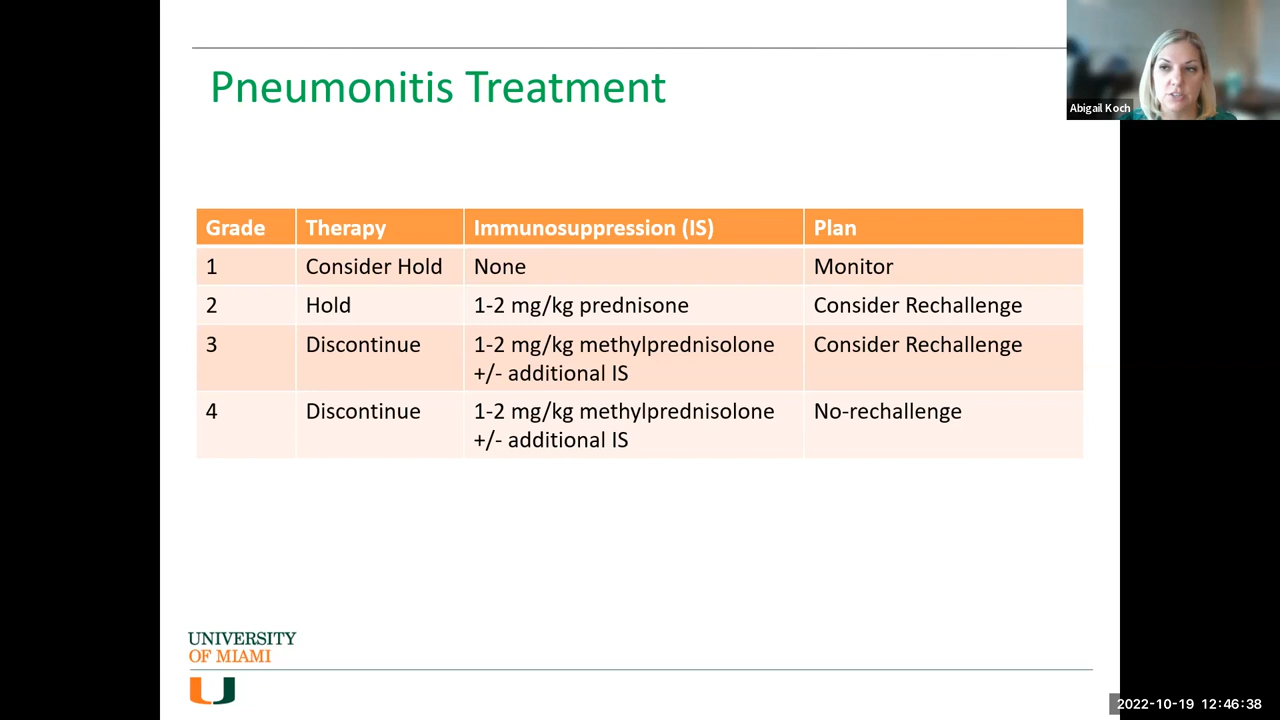 Pneumonitis Treatment
Abigail Koch
Grade Therapy Immunosuppression (IS) Plan
1 Consider Hold None Monitor
2 Hold 1-2 mg/kg prednisone Consider Rechallenge
3 Discontinue 1-2 mg/kg methylprednisolone Consider Rechallenge
+/- additional IS
4 Discontinue 1-2 mg/kg methylprednisolone No-rechallenge
+/- additional IS
UNIVERSITY
OF MIAMI
2022-10-19 12:46:38